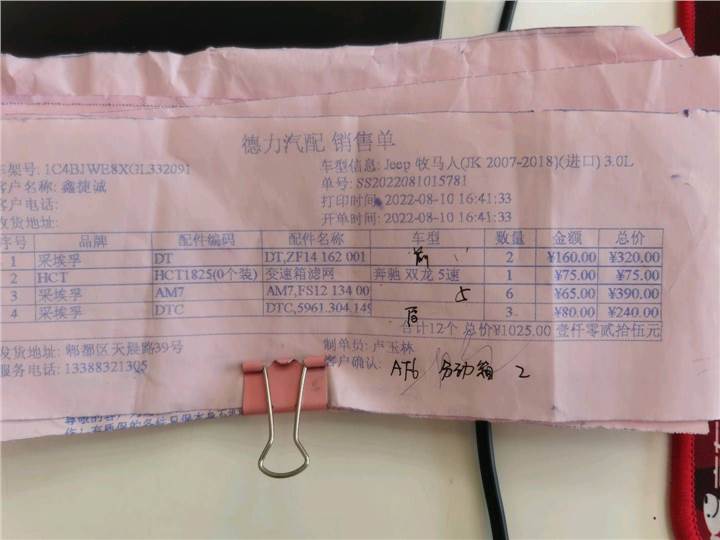 德力汽配 销售单
车架号: 1C4BJWE8XGL332091 车型信息: Jeep 牧马人(JK 2007-2018)(进口) 3.0L
客户名称: 鑫捷诚 单号: SS2022081015781
客户电话: 打印时间: 2022-08-10 16:41:33
收货地址: 开单时间: 2022-08-10 16:41:33
序号 品牌 配件编码 配件名称 车型 数量 金额 总价
1 采埃孚 DT DT,ZF14 162 001 前 2 ¥160.00 ¥320.00
2 HCT HCT1825(0个装) 变速箱滤网 奔驰 双龙 5速 1 ¥75.00 ¥75.00
3 采埃孚 AM7 AM7,FS12 134 00 6 ¥65.00 ¥390.00
4 采埃孚 DTC DTC,5961.304.149 后 3 ¥80.00 ¥240.00
合计12个 总价¥1025.00 壹仟零贰拾伍元
发货地址: 郫都区天晨路39号 制单员: 卢玉林
服务电话: 13388321305 客户确认:
AF6 分动箱 2